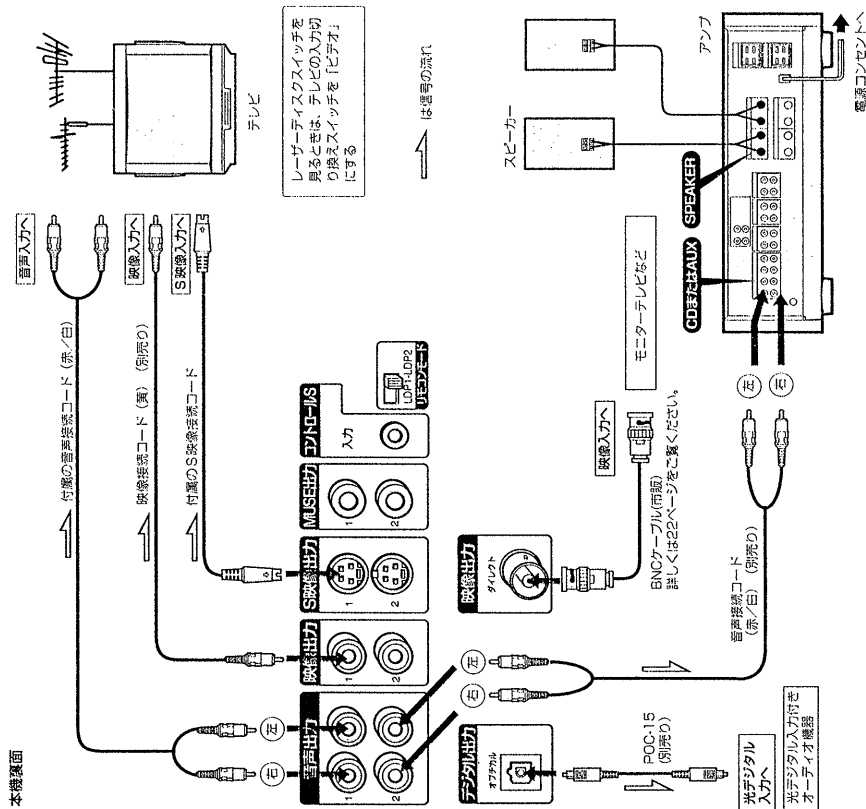 本機裏面
音声入力へ
付属の音声接続コード(赤/白)
映像入力へ
映像接続コード(黄)(別売り)
S映像入力へ
付属のS映像接続コード
テレビ
レーザーディスクスイッチを
見るときは、テレビの入力切
り換えスイッチを「ビデオ」
にする
は信号の流れ
音声出力
1
2
右
左
映像出力
1
2
S映像出力
1
2
MUSE出力
1
2
コントロールS
入力
LDP1-LDP2
リモコンモード
デジタル出力
オプチカル
POC-15
(別売り)
光デジタル
入力へ
光デジタル入力付き
オーディオ機器
右
左
音声接続コード
(赤/白)(別売り)
映像出力
ダイレクト
BNCケーブル(市販)
詳しくは22ページをご覧ください。
映像入力へ
モニターテレビなど
スピーカー
アンプ
CDまたはAUX
SPEAKER
左
右
電源コンセントへ